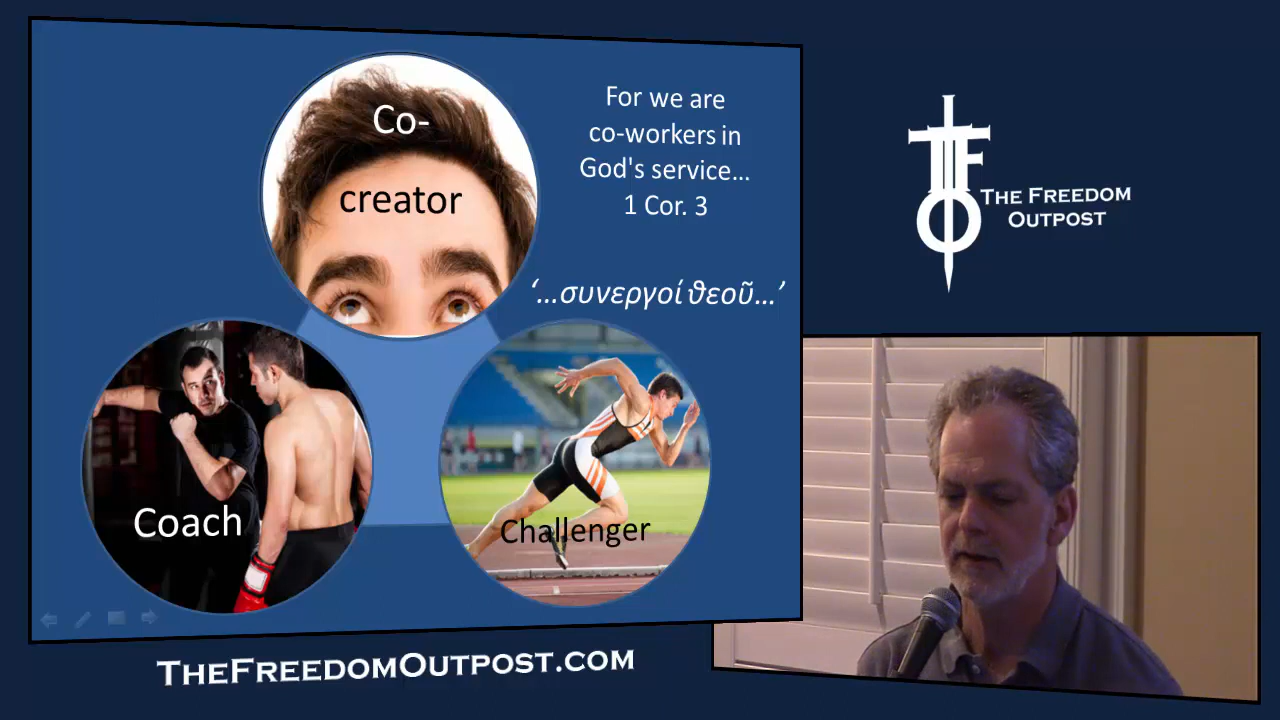 Co-
creator
For we are
co-workers in
God's service...
1 Cor. 3
‘...συνεργοί θεοῦ...’
Coach
Challenger
TF
O
The Freedom
Outpost
TheFreedomOutpost.com